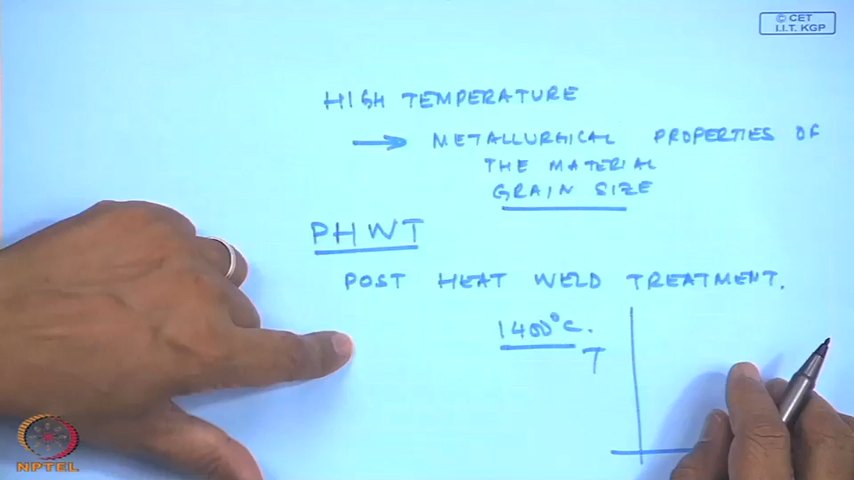 © CET
I.I.T. KGP
HIGH TEMPERATURE
METALLURGICAL PROPERTIES OF
THE MATERIAL
GRAIN SIZE
PHWT
POST HEAT WELD TREATMENT.
1400°C.
T
NPTEL